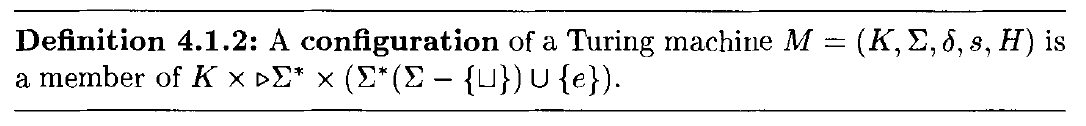 Definition 4.1.2: A configuration of a Turing machine M = (K, Σ, δ, s, H) is
a member of K × ▷Σ* × (Σ*(Σ − {⊔}) ∪ {e}).